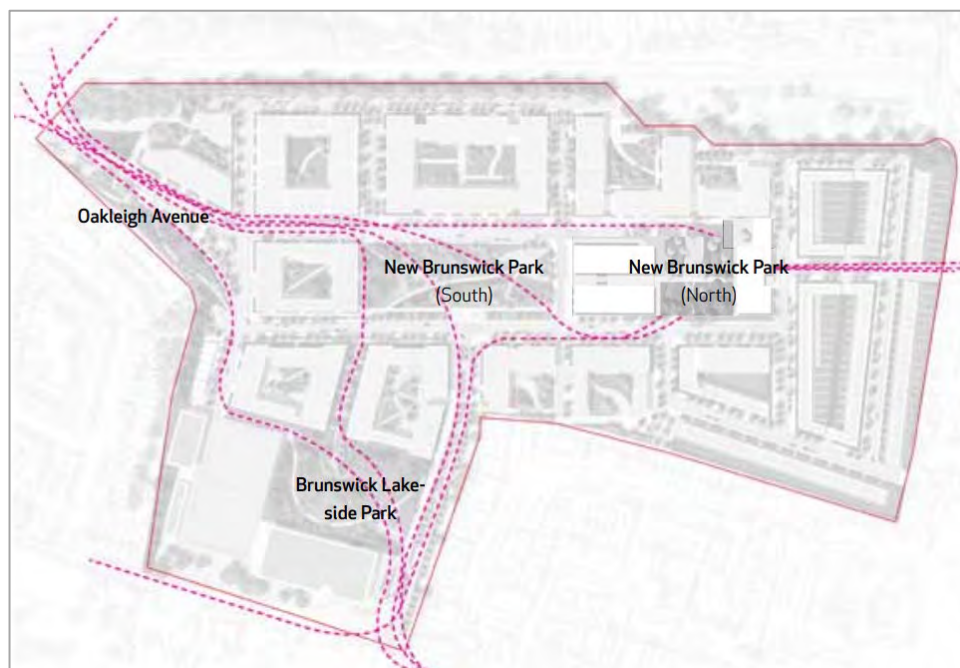 Oakleigh Avenue
New Brunswick Park
(South)
New Brunswick Park
(North)
Brunswick Lake-
side Park